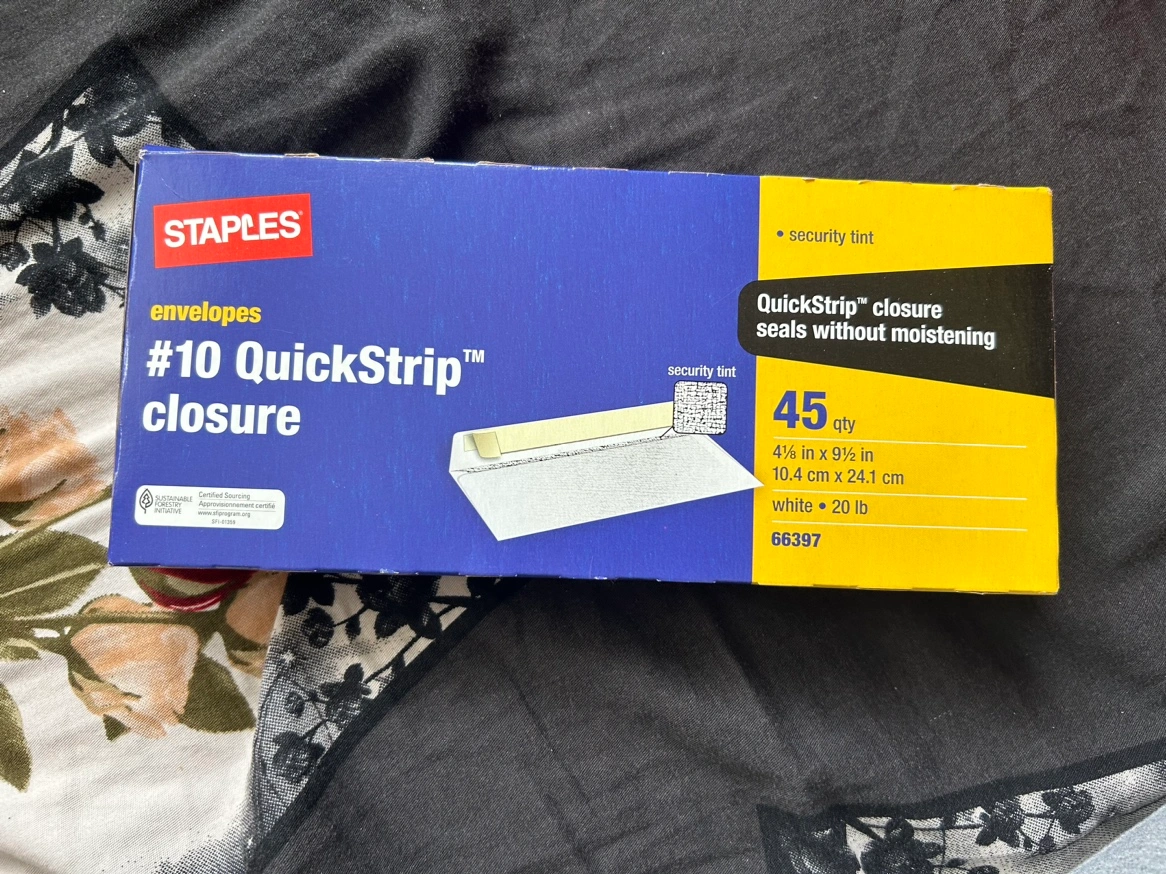 STAPLES
envelopes
#10 QuickStrip™
closure
SUSTAINABLE
FORESTRY
INITIATIVE
Certified Sourcing
Approvisionnement certifié
www.sfiprogram.org
SFI-01359
security tint
• security tint
QuickStrip™ closure
seals without moistening
45 qty
4⅛ in x 9½ in
10.4 cm x 24.1 cm
white • 20 lb
66397